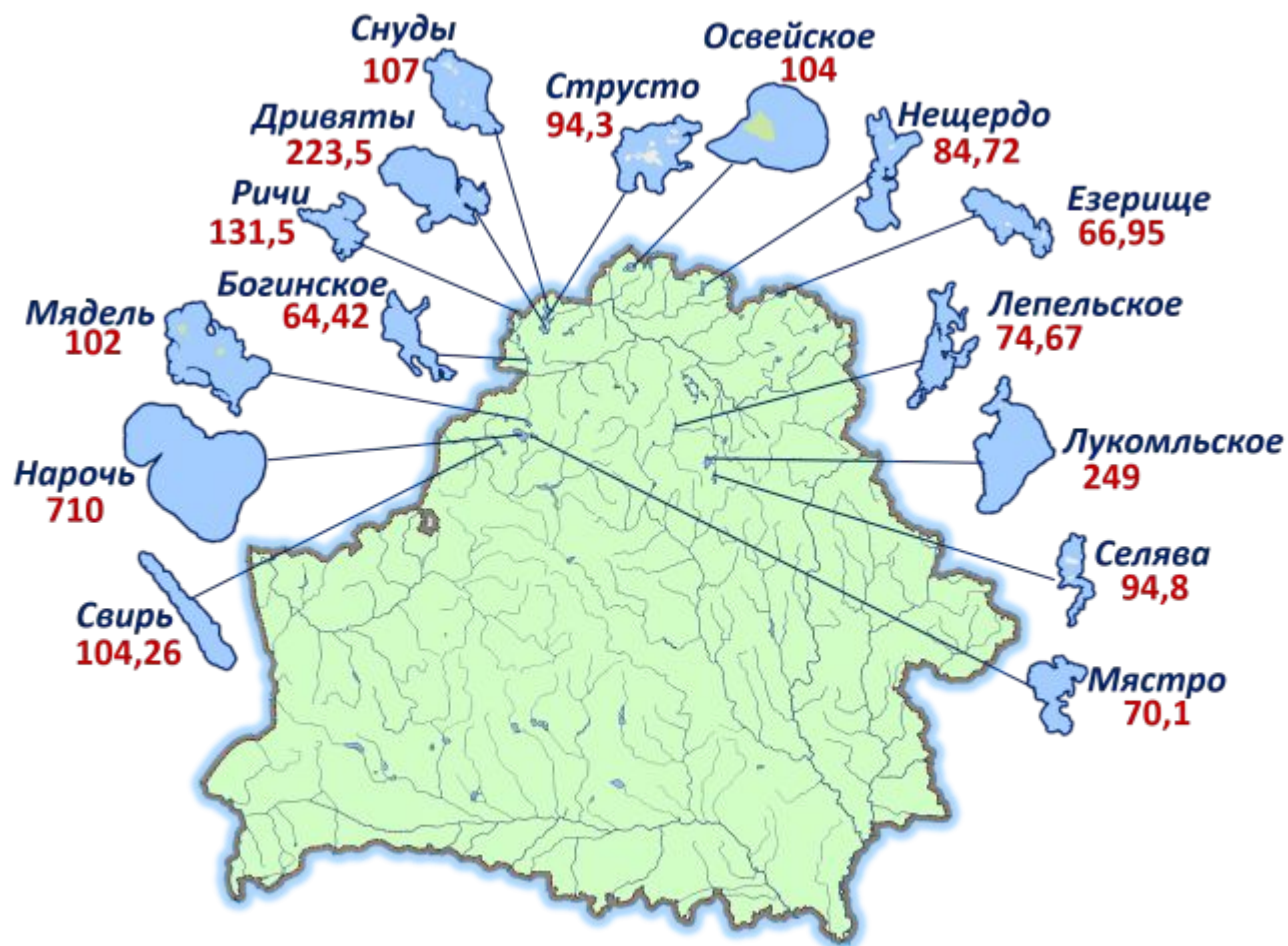 Снуды
107
Освейское
104
Струсто
94,3
Дривяты
223,5
Нещердо
84,72
Ричи
131,5
Езерище
66,95
Богинское
64,42
Мядель
102
Лепельское
74,67
Нарочь
710
Лукомльское
249
Свирь
104,26
Селява
94,8
Мястро
70,1